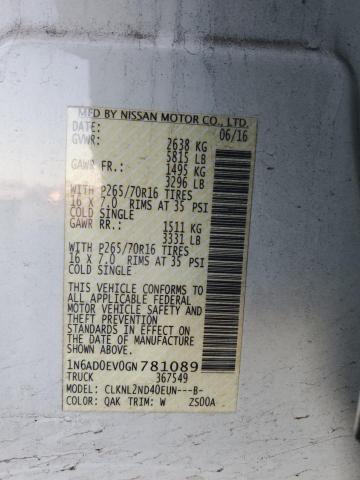 MFD BY NISSAN MOTOR CO., LTD.
DATE: 06/16
GVWR: 2638 KG
5815 LB
GAWR FR.: 1495 KG
3296 LB
WITH P265/70R16 TIRES
16 X 7.0 RIMS AT 35 PSI
COLD SINGLE
GAWR RR.: 1511 KG
3331 LB
WITH P265/70R16 TIRES
16 X 7.0 RIMS AT 35 PSI
COLD SINGLE
THIS VEHICLE CONFORMS TO
ALL APPLICABLE FEDERAL
MOTOR VEHICLE SAFETY
STANDARDS IN EFFECT ON
THE DATE OF MANUFACTURE
SHOWN ABOVE.
1N6AD0EV0GN 781089
TRUCK 367549
MODEL: CLKNL2ND40EUN---B-
COLOR: QAK TRIM: W ZS00A